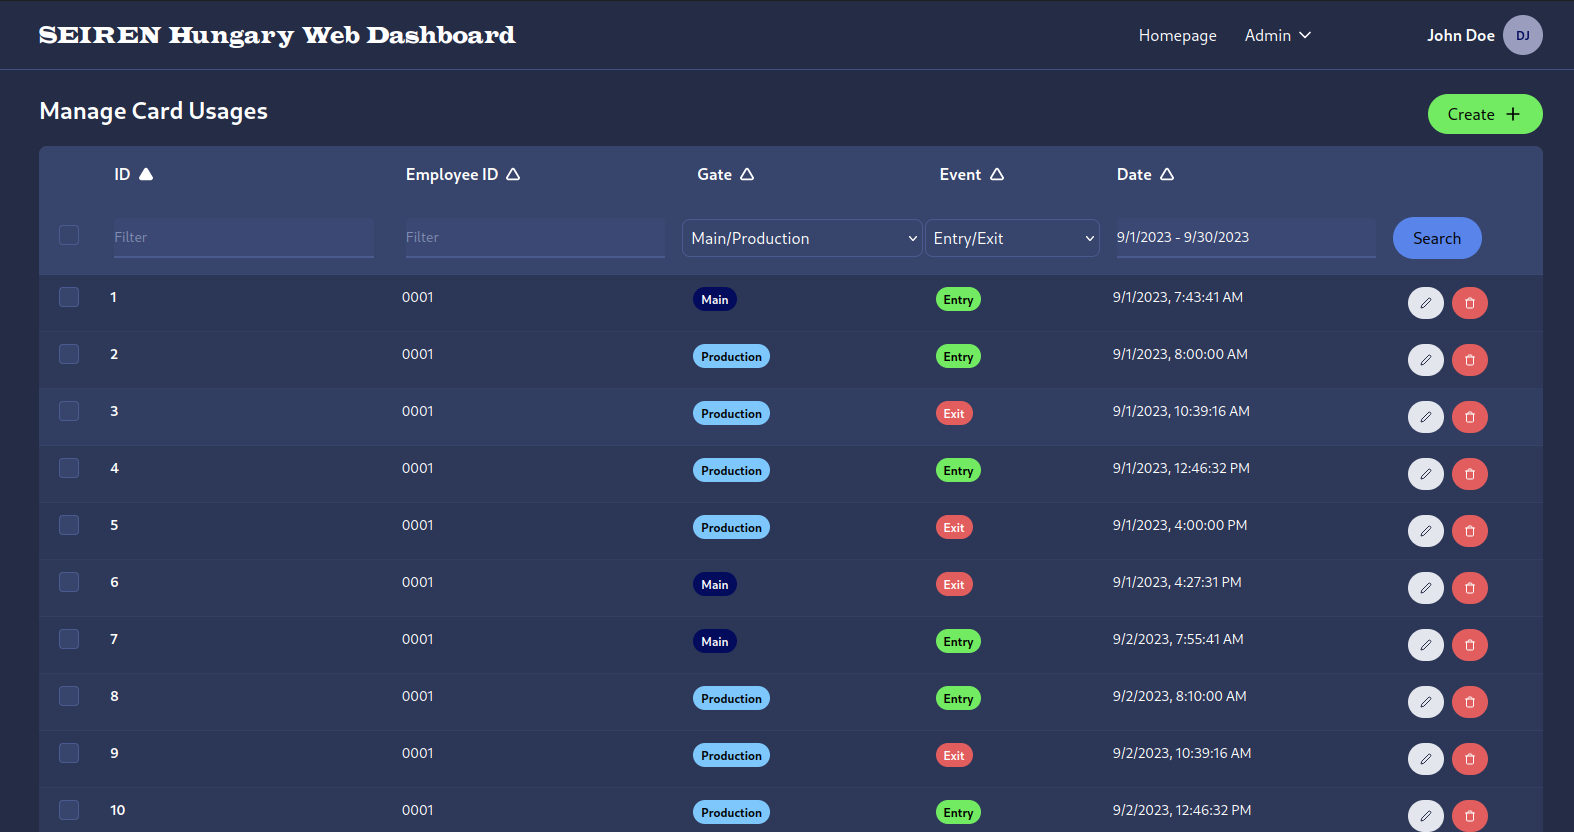 SEIREN Hungary Web Dashboard Homepage Admin John Doe DJ
Manage Card Usages
Create
ID Employee ID Gate Event Date
Filter Filter Main/Production Entry/Exit 9/1/2023 - 9/30/2023 Search
1 0001 Main Entry 9/1/2023, 7:43:41 AM
2 0001 Production Entry 9/1/2023, 8:00:00 AM
3 0001 Production Exit 9/1/2023, 10:39:16 AM
4 0001 Production Entry 9/1/2023, 12:46:32 PM
5 0001 Production Exit 9/1/2023, 4:00:00 PM
6 0001 Main Exit 9/1/2023, 4:27:31 PM
7 0001 Main Entry 9/2/2023, 7:55:41 AM
8 0001 Production Entry 9/2/2023, 8:10:00 AM
9 0001 Production Exit 9/2/2023, 10:39:16 AM
10 0001 Production Entry 9/2/2023, 12:46:32 PM